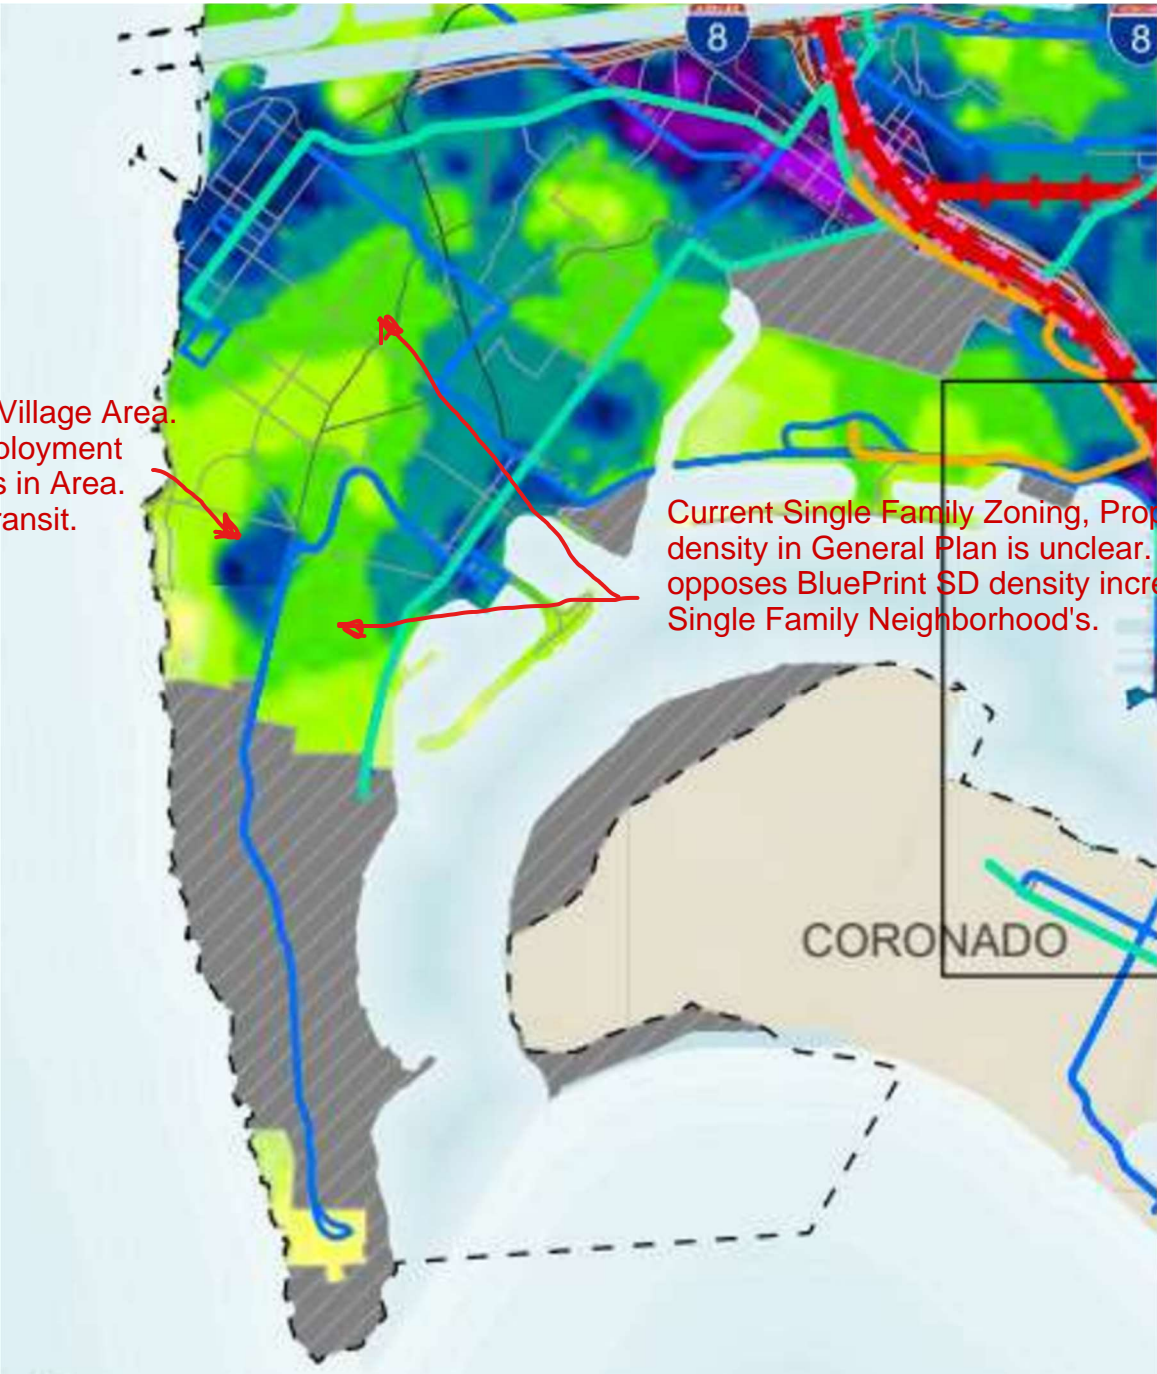 8
8
Village Area.
ployment
s in Area.
ransit.
Current Single Family Zoning, Prop
density in General Plan is unclear.
opposes BluePrint SD density incre
Single Family Neighborhood's.
CORONADO